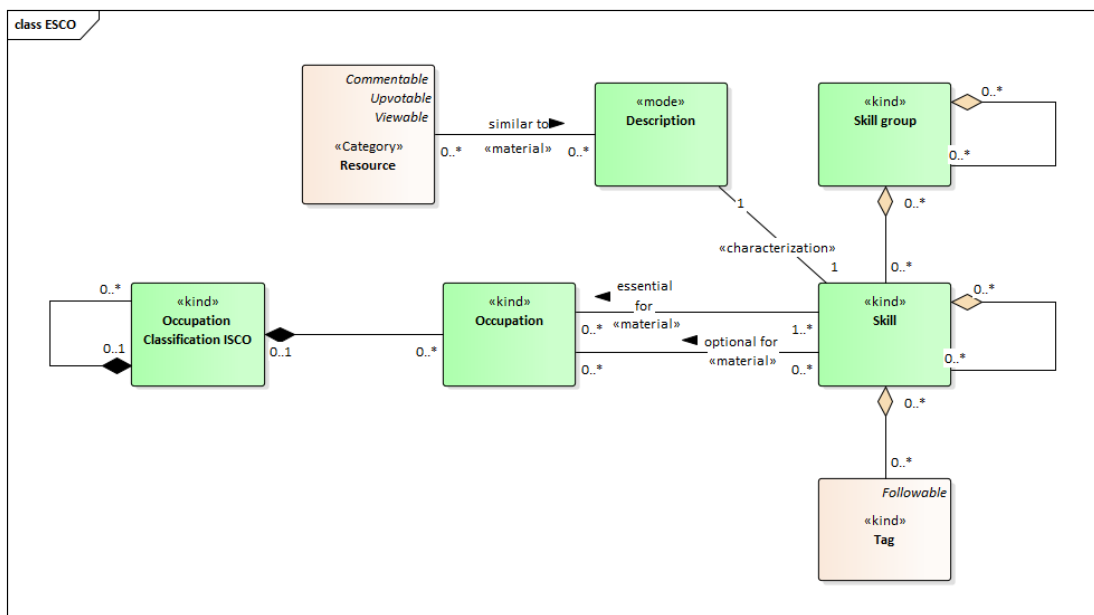 class ESCO
Commentable
Upvotable
Viewable
«Category»
Resource
0..*
similar to
«material»
0..*
«mode»
Description
1
«characterization»
1
«kind»
Skill group
0..*
0..*
0..*
0..*
«kind»
Occupation
Classification ISCO
0..*
0..1
0..1
0..*
«kind»
Occupation
0..*
essential
for
«material»
1..*
optional for
«material»
0..*
0..*
«kind»
Skill
0..*
0..*
0..*
0..*
Followable
«kind»
Tag